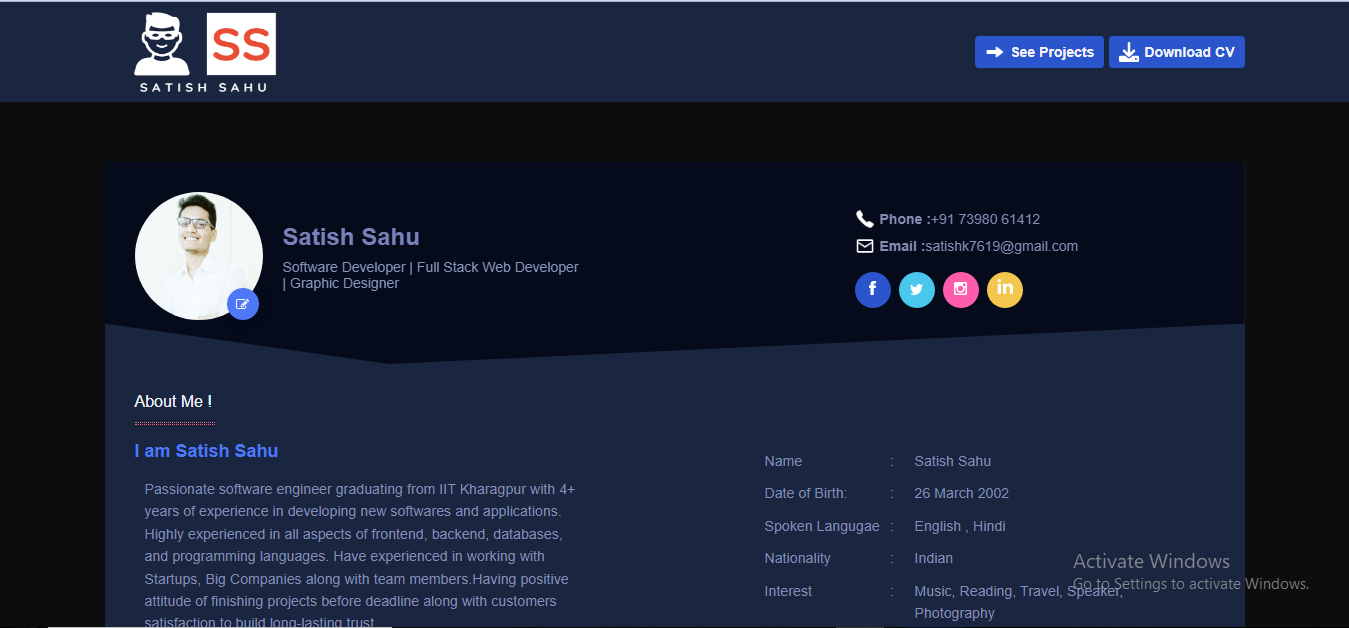 SS
SATISH SAHU
See Projects
Download CV
Satish Sahu
Software Developer | Full Stack Web Developer
| Graphic Designer
Phone :+91 73980 61412
Email :satishk7619@gmail.com
About Me !
I am Satish Sahu
Passionate software engineer graduating from IIT Kharagpur with 4+
years of experience in developing new softwares and applications.
Highly experienced in all aspects of frontend, backend, databases,
and programming languages. Have experienced in working with
Startups, Big Companies along with team members.Having positive
attitude of finishing projects before deadline along with customers
satisfaction to build long-lasting trust
Name : Satish Sahu
Date of Birth: : 26 March 2002
Spoken Langugae : English , Hindi
Nationality : Indian
Interest : Music, Reading, Travel, Speaker,
Photography
Activate Windows
Go to Settings to activate Windows.